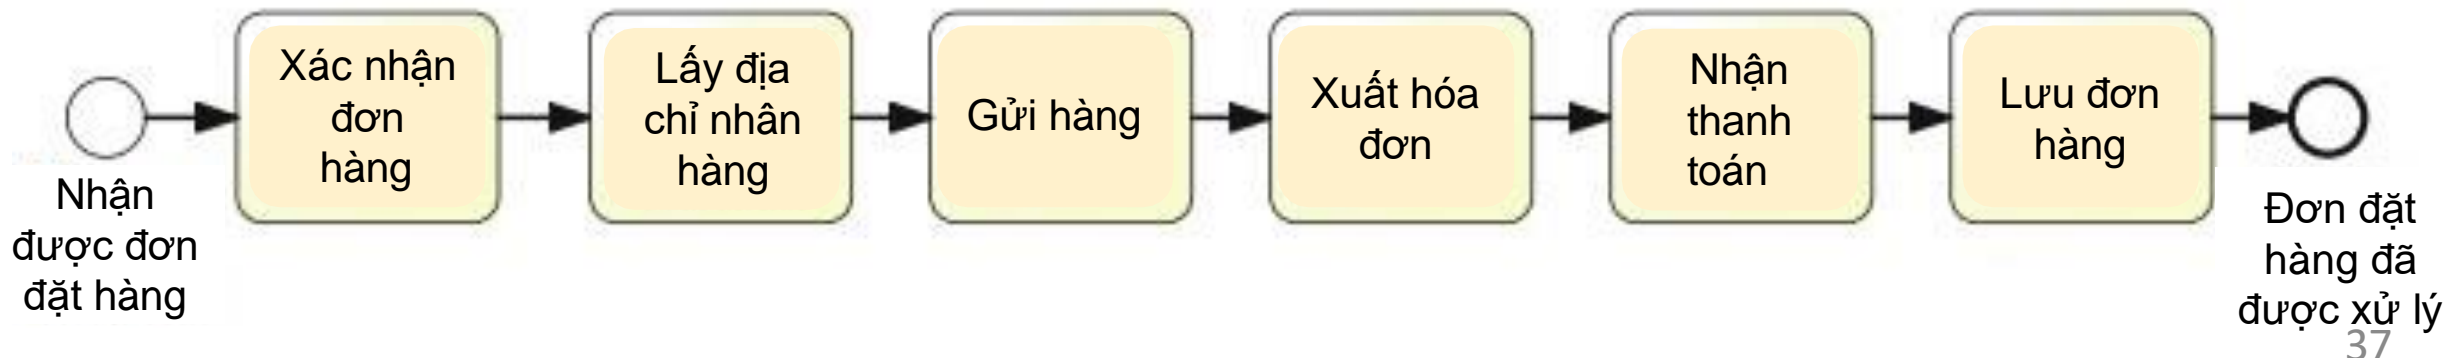 Nhận
được đơn
đặt hàng
Xác nhận
đơn
hàng
Lấy địa
chỉ nhân
hàng
Gửi hàng
Xuất hóa
đơn
Nhận
thanh
toán
Lưu đơn
hàng
Đơn đặt
hàng đã
được xử lý
37